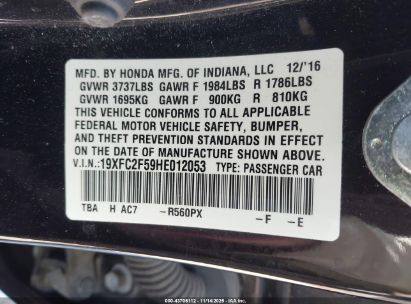 MFD. BY HONDA MFG. OF INDIANA, LLC 12/'16
GVWR 3737LBS GAWR F 1984LBS R 1786LBS
GVWR 1695KG GAWR F 900KG R 810KG
THIS VEHICLE CONFORMS TO ALL APPLICABLE
FEDERAL MOTOR VEHICLE SAFETY, BUMPER,
AND THEFT PREVENTION STANDARDS IN EFFECT
ON THE DATE OF MANUFACTURE SHOWN ABOVE.
V.I.N.:19XFC2F59HE012053 TYPE: PASSENGER CAR
TBA H AC7 -R560PX -F -E